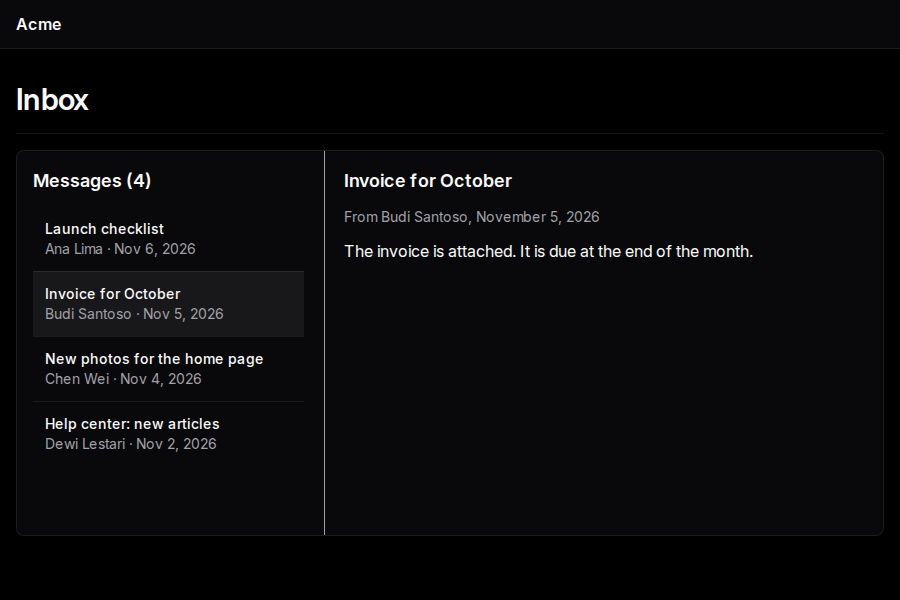 Acme
Inbox
Messages (4)
Launch checklist
Ana Lima · Nov 6, 2026
Invoice for October
Budi Santoso · Nov 5, 2026
New photos for the home page
Chen Wei · Nov 4, 2026
Help center: new articles
Dewi Lestari · Nov 2, 2026
Invoice for October
From Budi Santoso, November 5, 2026
The invoice is attached. It is due at the end of the month.